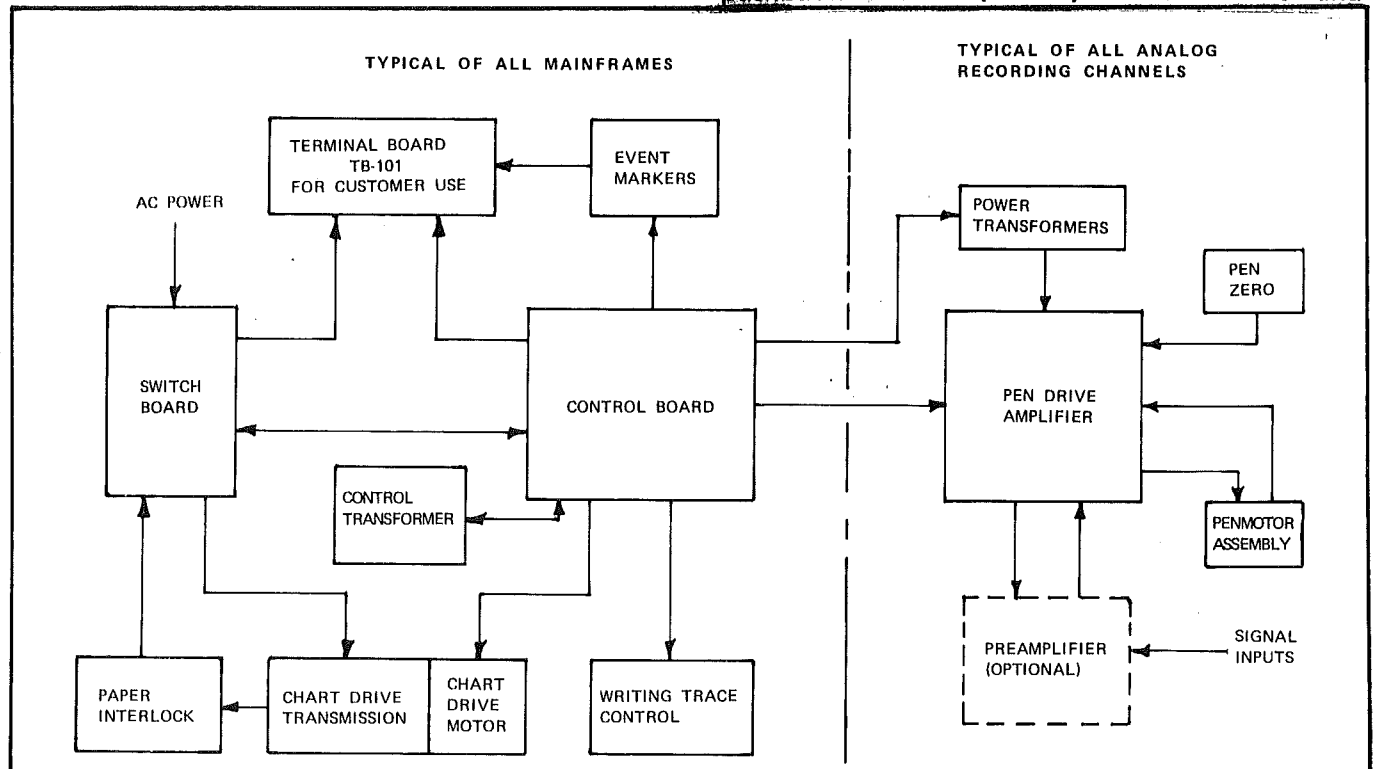 TYPICAL OF ALL MAINFRAMES
TYPICAL OF ALL ANALOG
RECORDING CHANNELS
TERMINAL BOARD
TB-101
FOR CUSTOMER USE
EVENT
MARKERS
AC POWER
POWER
TRANSFORMERS
PEN
ZERO
SWITCH
BOARD
CONTROL BOARD
PEN DRIVE
AMPLIFIER
CONTROL
TRANSFORMER
PENMOTOR
ASSEMBLY
PAPER
INTERLOCK
CHART DRIVE
TRANSMISSION
CHART
DRIVE
MOTOR
WRITING TRACE
CONTROL
PREAMPLIFIER
(OPTIONAL)
SIGNAL
INPUTS